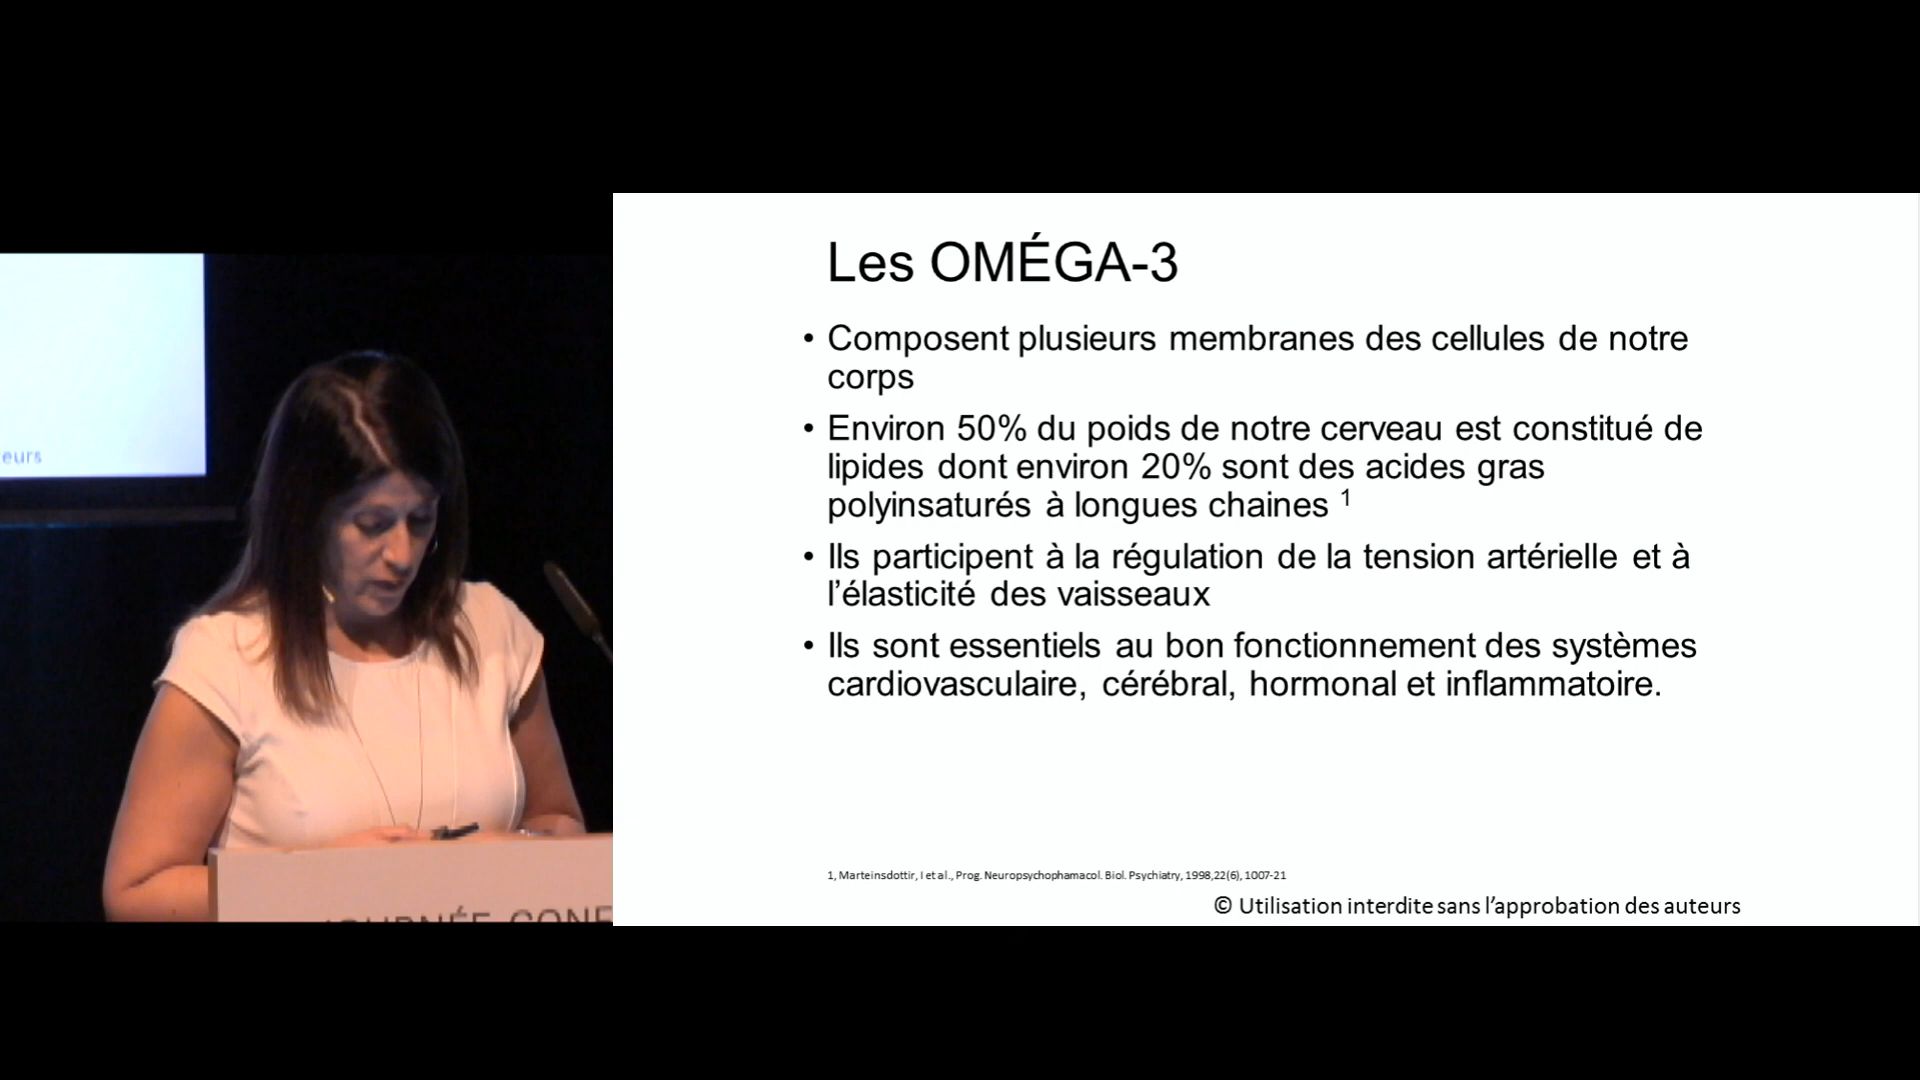 Les OMÉGA-3
• Composent plusieurs membranes des cellules de notre
corps
• Environ 50% du poids de notre cerveau est constitué de
lipides dont environ 20% sont des acides gras
polyinsaturés à longues chaines 1
• Ils participent à la régulation de la tension artérielle et à
l’élasticité des vaisseaux
• Ils sont essentiels au bon fonctionnement des systèmes
cardiovasculaire, cérébral, hormonal et inflammatoire.
1, Marteinsdottir, I et al., Prog. Neuropsychophamacol. Biol. Psychiatry, 1998,22(6), 1007-21
© Utilisation interdite sans l’approbation des auteurs
eurs
JOURNÉE CONF